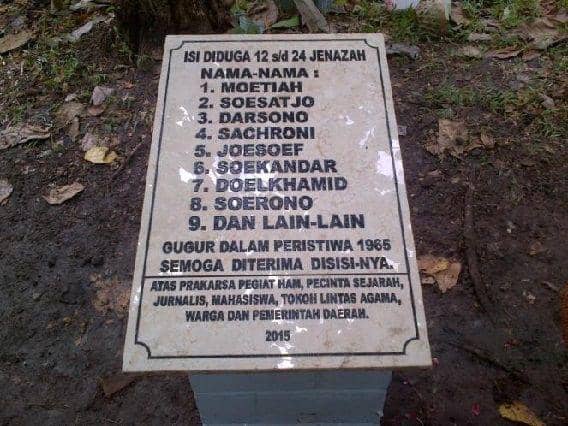 ISI DIDUGA 12 s/d 24 JENAZAH
NAMA-NAMA :
1. MOETIAH
2. SOESATJO
3. DARSONO
4. SACHRONI
5. JOESOEF
6. SOEKANDAR
7. DOELKHAMID
8. SOERONO
9. DAN LAIN-LAIN
GUGUR DALAM PERISTIWA 1965
SEMOGA DITERIMA DISISI-NYA.
ATAS PRAKARSA PEGIAT HAM, PECINTA SEJARAH,
JURNALIS, MAHASISWA, TOKOH LINTAS AGAMA,
WARGA DAN PEMERINTAH DAERAH.
2015